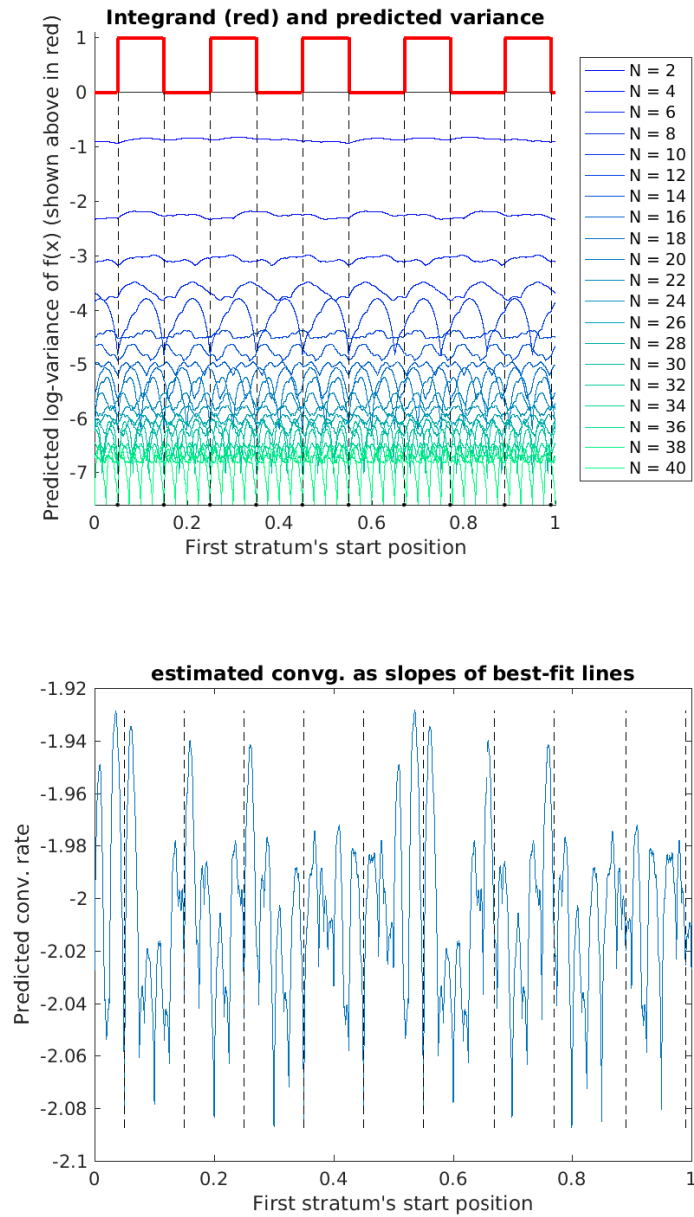 Integrand (red) and predicted variance
Predicted log-variance of f(x) (shown above in red)
1
0
-1
-2
-3
-4
-5
-6
-7
0
0.2
0.4
0.6
0.8
1
First stratum's start position
N = 2
N = 4
N = 6
N = 8
N = 10
N = 12
N = 14
N = 16
N = 18
N = 20
N = 22
N = 24
N = 26
N = 28
N = 30
N = 32
N = 34
N = 36
N = 38
N = 40
estimated convg. as slopes of best-fit lines
Predicted conv. rate
-1.92
-1.94
-1.96
-1.98
-2
-2.02
-2.04
-2.06
-2.08
-2.1
0
0.2
0.4
0.6
0.8
1
First stratum's start position